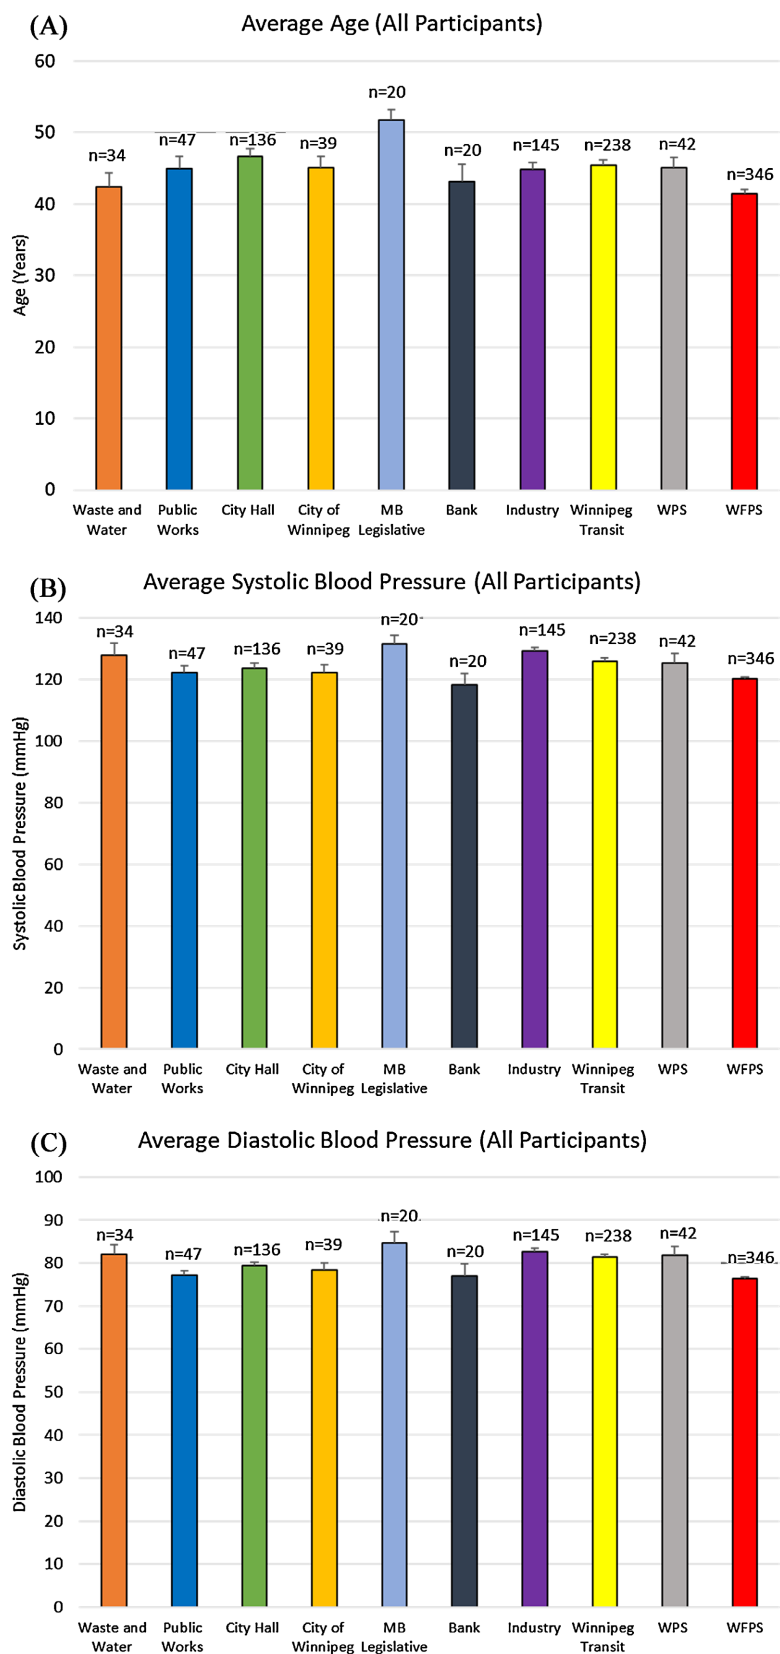 (A)
Average Age (All Participants)
60
50
40
30
20
10
0
Age (Years)
n=34
n=47
n=136
n=39
n=20
n=20
n=145
n=238
n=42
n=346
Waste and Water
Public Works
City Hall
City of Winnipeg
MB Legislative
Bank
Industry
Winnipeg Transit
WPS
WFPS
(B)
Average Systolic Blood Pressure (All Participants)
140
120
100
80
60
40
20
0
Systolic Blood Pressure (mmHg)
n=34
n=47
n=136
n=39
n=20
n=20
n=145
n=238
n=42
n=346
Waste and Water
Public Works
City Hall
City of Winnipeg
MB Legislative
Bank
Industry
Winnipeg Transit
WPS
WFPS
(C)
Average Diastolic Blood Pressure (All Participants)
100
90
80
70
60
50
40
30
20
10
0
Diastolic Blood Pressure (mmHg)
n=34
n=47
n=136
n=39
n=20
n=20
n=145
n=238
n=42
n=346
Waste and Water
Public Works
City Hall
City of Winnipeg
MB Legislative
Bank
Industry
Winnipeg Transit
WPS
WFPS